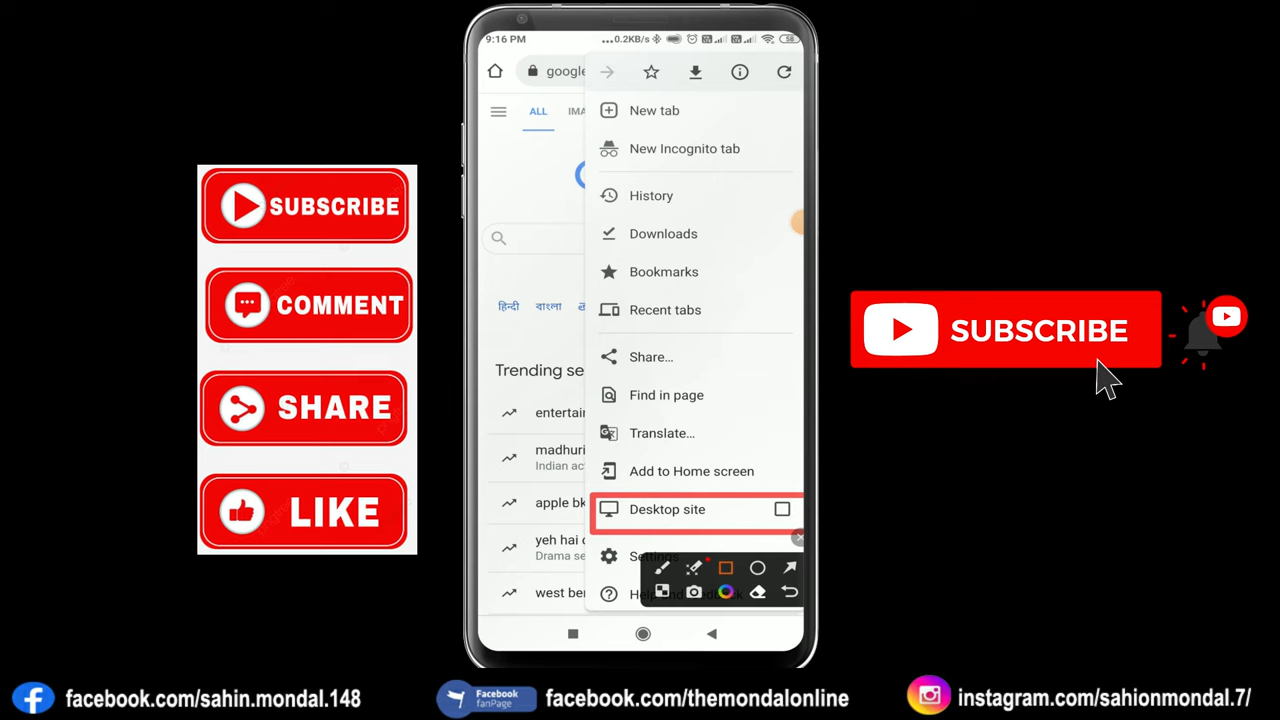 9:16 PM
...0.2KB/s
58
google
ALL
IMA
New tab
New Incognito tab
History
Downloads
Bookmarks
Recent tabs
Share...
Find in page
Translate...
Add to Home screen
Desktop site
Settings
हिन्दी বাংলা
Trending se
entertain
madhuri
Indian ac
apple bk
yeh hai c
Drama se
west ben
SUBSCRIBE
COMMENT
SHARE
LIKE
SUBSCRIBE
facebook.com/sahin.mondal.148
Facebook
fanPage
facebook.com/themondalonline
instagram.com/sahionmondal.7/